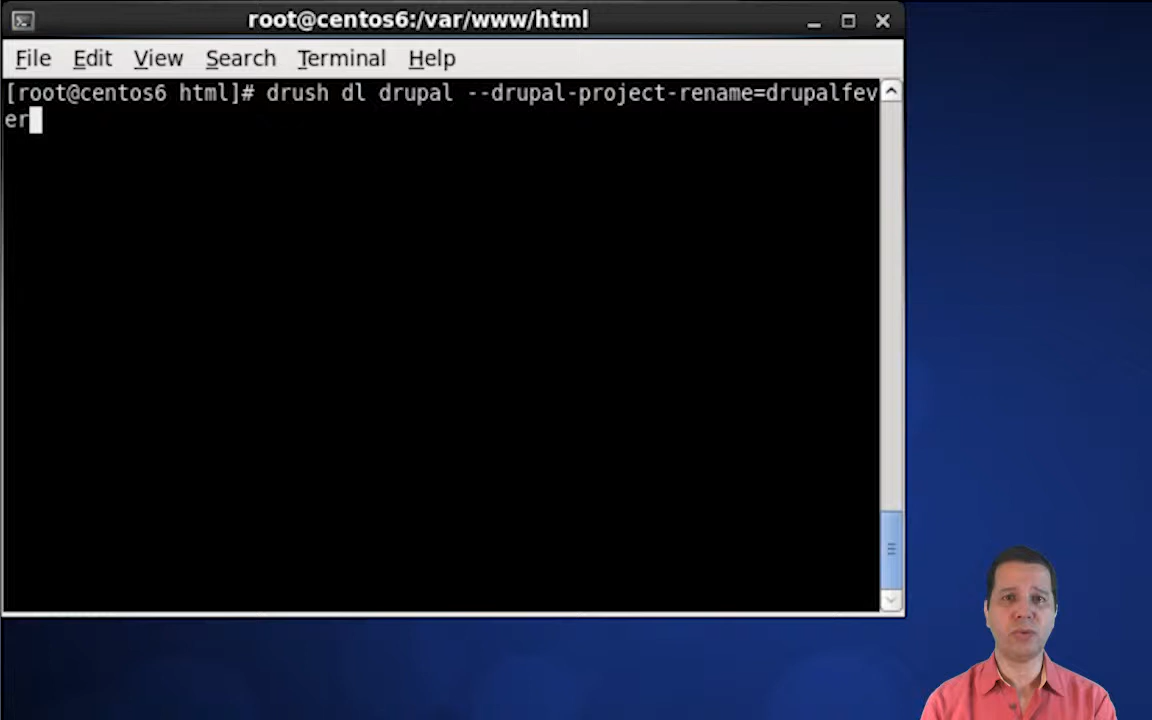 root@centos6:/var/www/html
File Edit View Search Terminal Help
[root@centos6 html]# drush dl drupal --drupal-project-rename=drupalfev
er